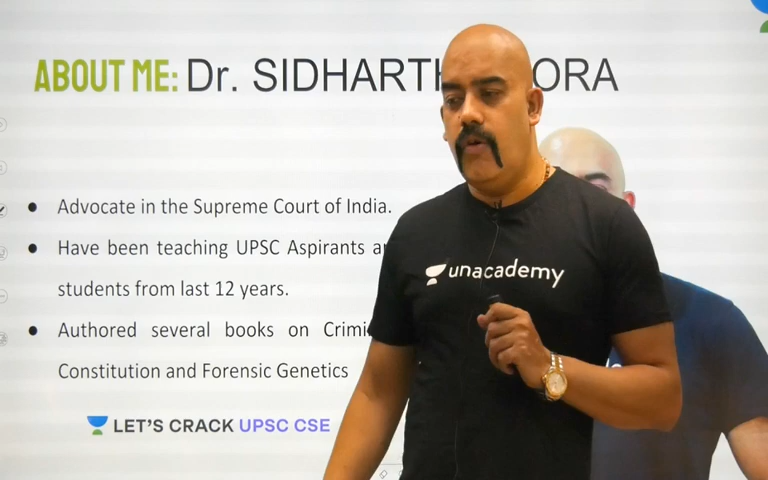 ABOUT ME: Dr. SIDHARTH ORA
• Advocate in the Supreme Court of India.
• Have been teaching UPSC Aspirants
students from last 12 years.
• Authored several books on
Constitution and Forensic Genetics
LET'S CRACK UPSC CSE
unacademy